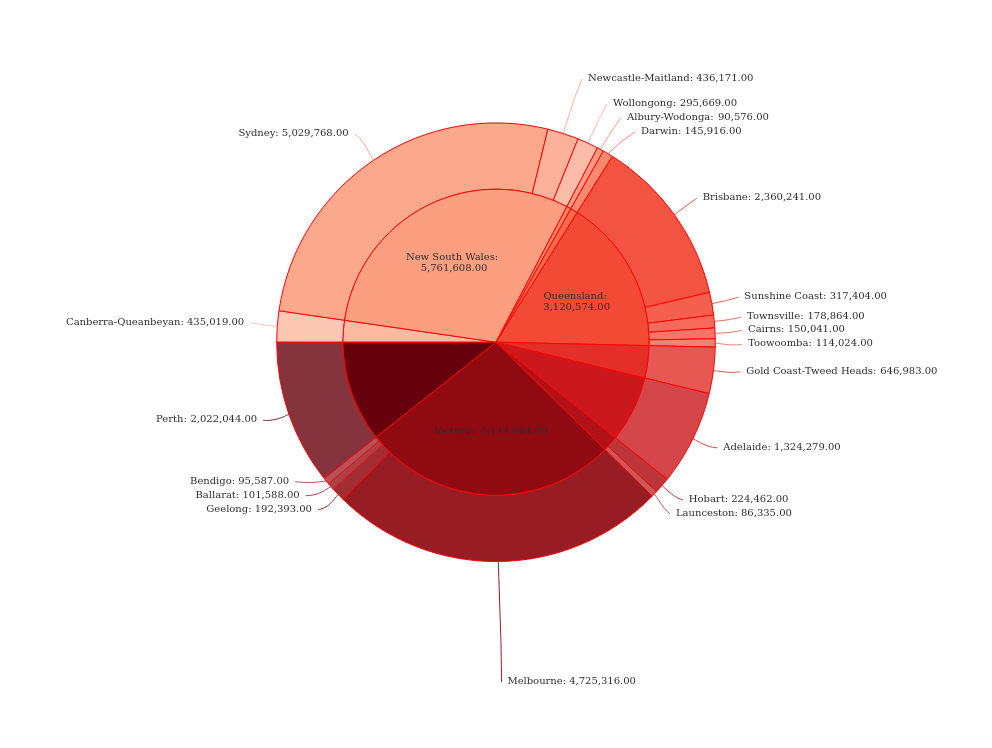 Newcastle-Maitland: 436,171.00
Wollongong: 295,669.00
Albury-Wodonga: 90,576.00
Darwin: 145,916.00
Sydney: 5,029,768.00
Brisbane: 2,360,241.00
New South Wales:
5,761,608.00
Queensland:
3,120,574.00
Sunshine Coast: 317,404.00
Townsville: 178,864.00
Canberra-Queanbeyan: 435,019.00
Cairns: 150,041.00
Toowoomba: 114,024.00
Gold Coast-Tweed Heads: 646,983.00
Perth: 2,022,044.00
Adelaide: 1,324,279.00
Bendigo: 95,587.00
Ballarat: 101,588.00
Hobart: 224,462.00
Geelong: 192,393.00
Launceston: 86,335.00
Melbourne: 4,725,316.00